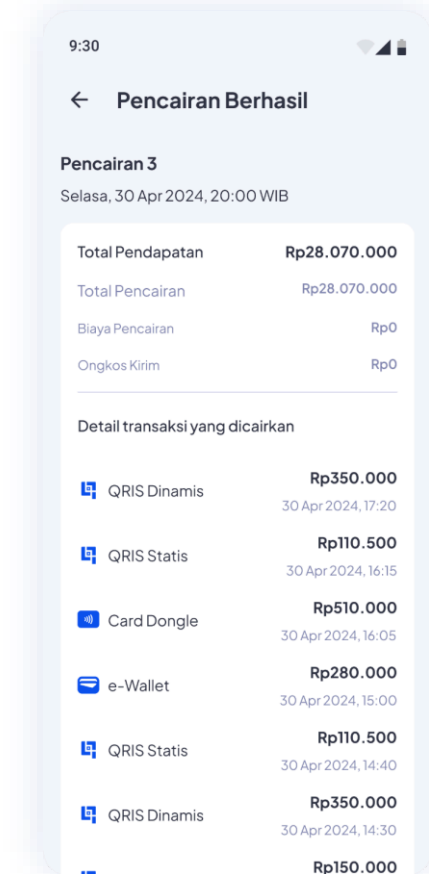 9:30
Pencairan Berhasil
Pencairan 3
Selasa, 30 Apr 2024, 20:00 WIB
Total Pendapatan Rp28.070.000
Total Pencairan Rp28.070.000
Biaya Pencairan Rp0
Ongkos Kirim Rp0
Detail transaksi yang dicairkan
QRIS Dinamis Rp350.000
30 Apr 2024, 17:20
QRIS Statis Rp110.500
30 Apr 2024, 16:15
Card Dongle Rp510.000
30 Apr 2024, 16:05
e-Wallet Rp280.000
30 Apr 2024, 15:00
QRIS Statis Rp110.500
30 Apr 2024, 14:40
QRIS Dinamis Rp350.000
30 Apr 2024, 14:30
Rp150.000